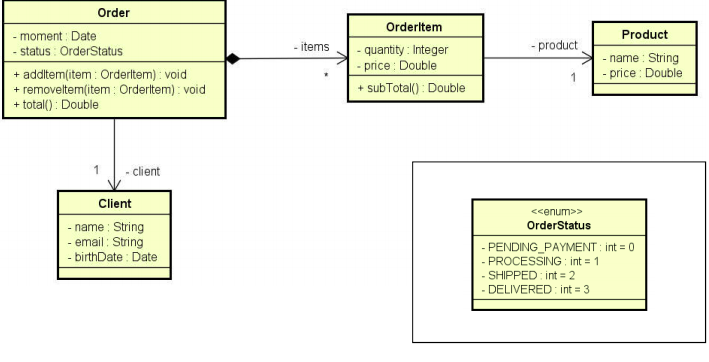 Order
- moment : Date
- status : OrderStatus
+ addItem(item : OrderItem) : void
+ removeItem(item : OrderItem) : void
+ total() : Double
- items
*
OrderItem
- quantity : Integer
- price : Double
+ subTotal() : Double
- product
1
Product
- name : String
- price : Double
1
- client
Client
- name : String
- email : String
- birthDate : Date
<<enum>>
OrderStatus
- PENDING_PAYMENT : int = 0
- PROCESSING : int = 1
- SHIPPED : int = 2
- DELIVERED : int = 3